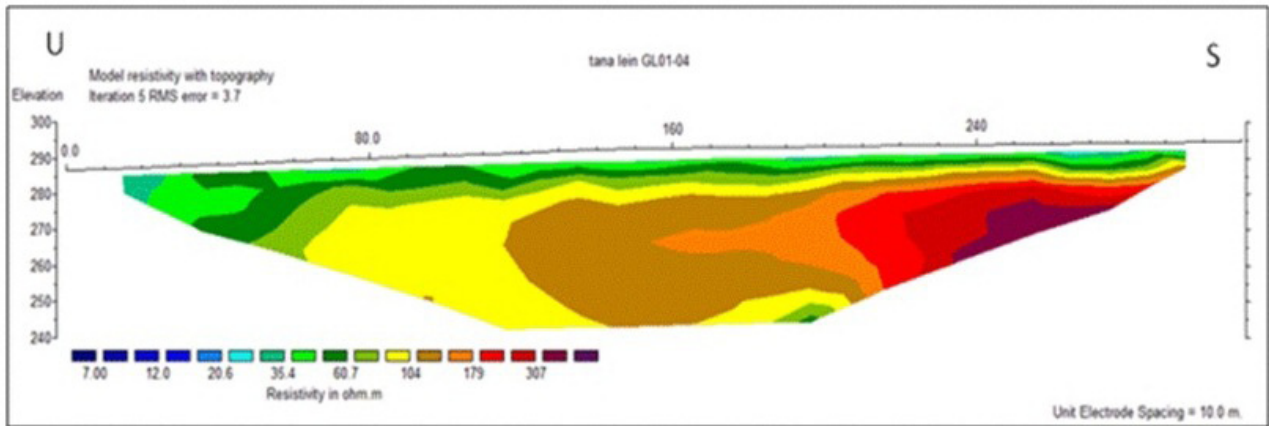 U
S
tana lein GL01-04
Model resistivity with topography
Iteration 5 RMS error = 3.7
Elevation
300
290
280
270
260
250
240
0.0 80.0 160 240
7.00 12.0 20.6 35.4 60.7 104 179 307
Resistivity in ohm.m
Unit Electrode Spacing = 10.0 m.